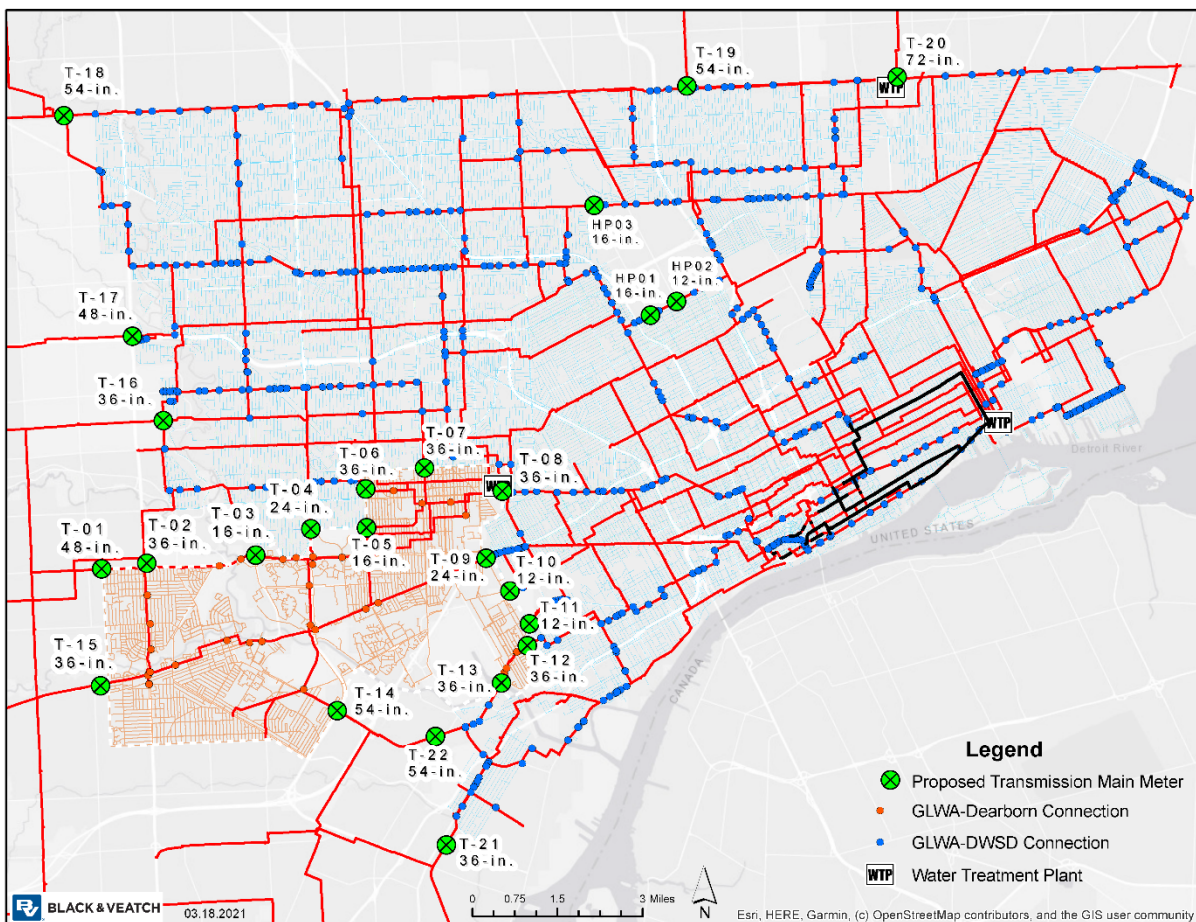 T-18
54-in.
T-19
54-in.
T-20
72-in.
WTP
HP03
16-in.
HP01
16-in.
HP02
12-in.
T-17
48-in.
T-16
36-in.
T-07
36-in.
T-06
36-in.
T-08
36-in.
T-04
24-in.
T-03
16-in.
T-02
36-in.
T-01
48-in.
T-05
16-in.
T-09
24-in.
T-10
12-in.
T-11
12-in.
T-12
36-in.
T-13
36-in.
T-15
36-in.
T-14
54-in.
T-22
54-in.
T-21
36-in.
WTP
Detroit River
UNITED STATES
CANADA
Legend
Proposed Transmission Main Meter
GLWA-Dearborn Connection
GLWA-DWSD Connection
WTP Water Treatment Plant
BV BLACK & VEATCH
03.18.2021
0 0.75 1.5 3 Miles
N
Esri, HERE, Garmin, (c) OpenStreetMap contributors, and the GIS user community